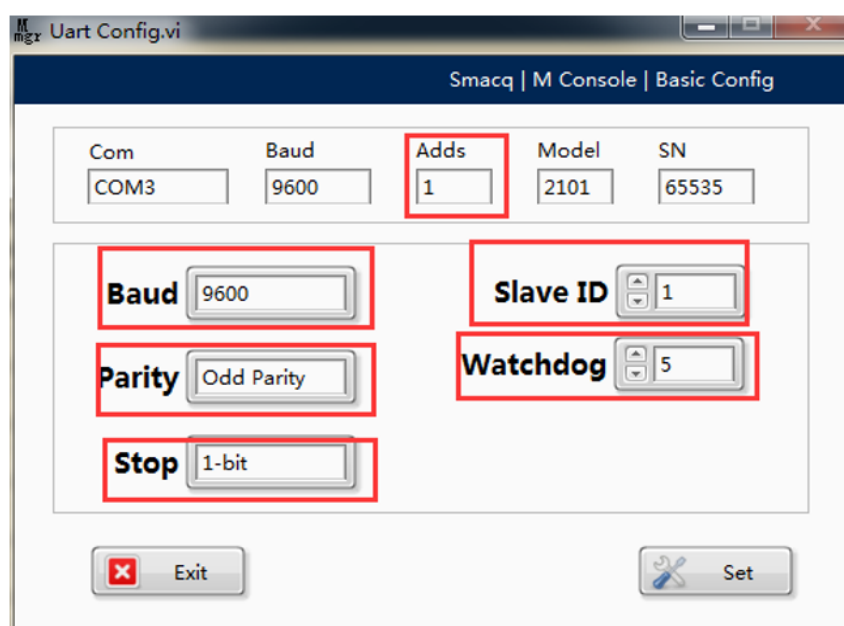 M
mgr Uart Config.vi
Smacq | M Console | Basic Config
Com Baud Adds Model SN
COM3 9600 1 2101 65535
Baud 9600 Slave ID 1
Parity Odd Parity Watchdog 5
Stop 1-bit
Exit Set